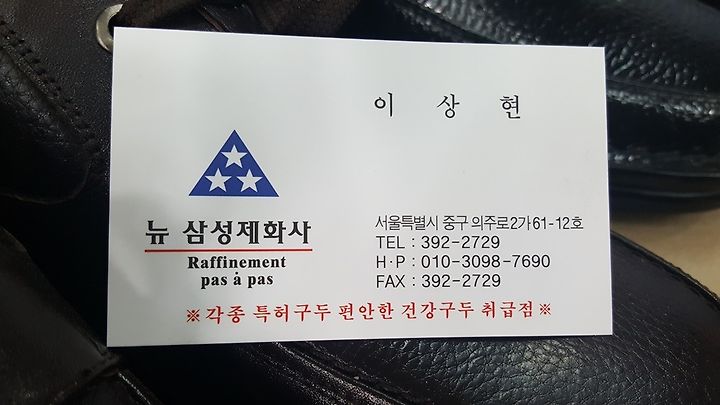 이 상 현
뉴 삼성제화사
Raffinement
pas à pas
서울특별시 중구 의주로2가 61-12호
TEL : 392-2729
H·P : 010-3098-7690
FAX : 392-2729
※각종 특허구두 편안한 건강구두 취급점※